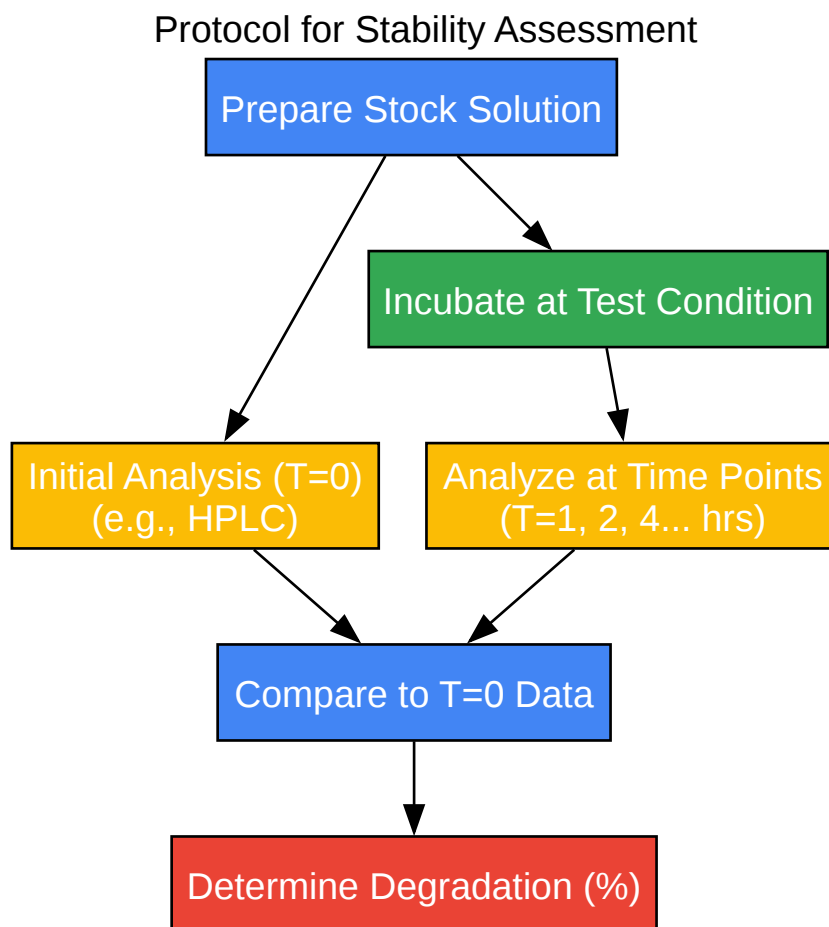 Protocol for Stability Assessment
Prepare Stock Solution
Incubate at Test Condition
Initial Analysis (T=0)
(e.g., HPLC)
Analyze at Time Points
(T=1, 2, 4... hrs)
Compare to T=0 Data
Determine Degradation (%)